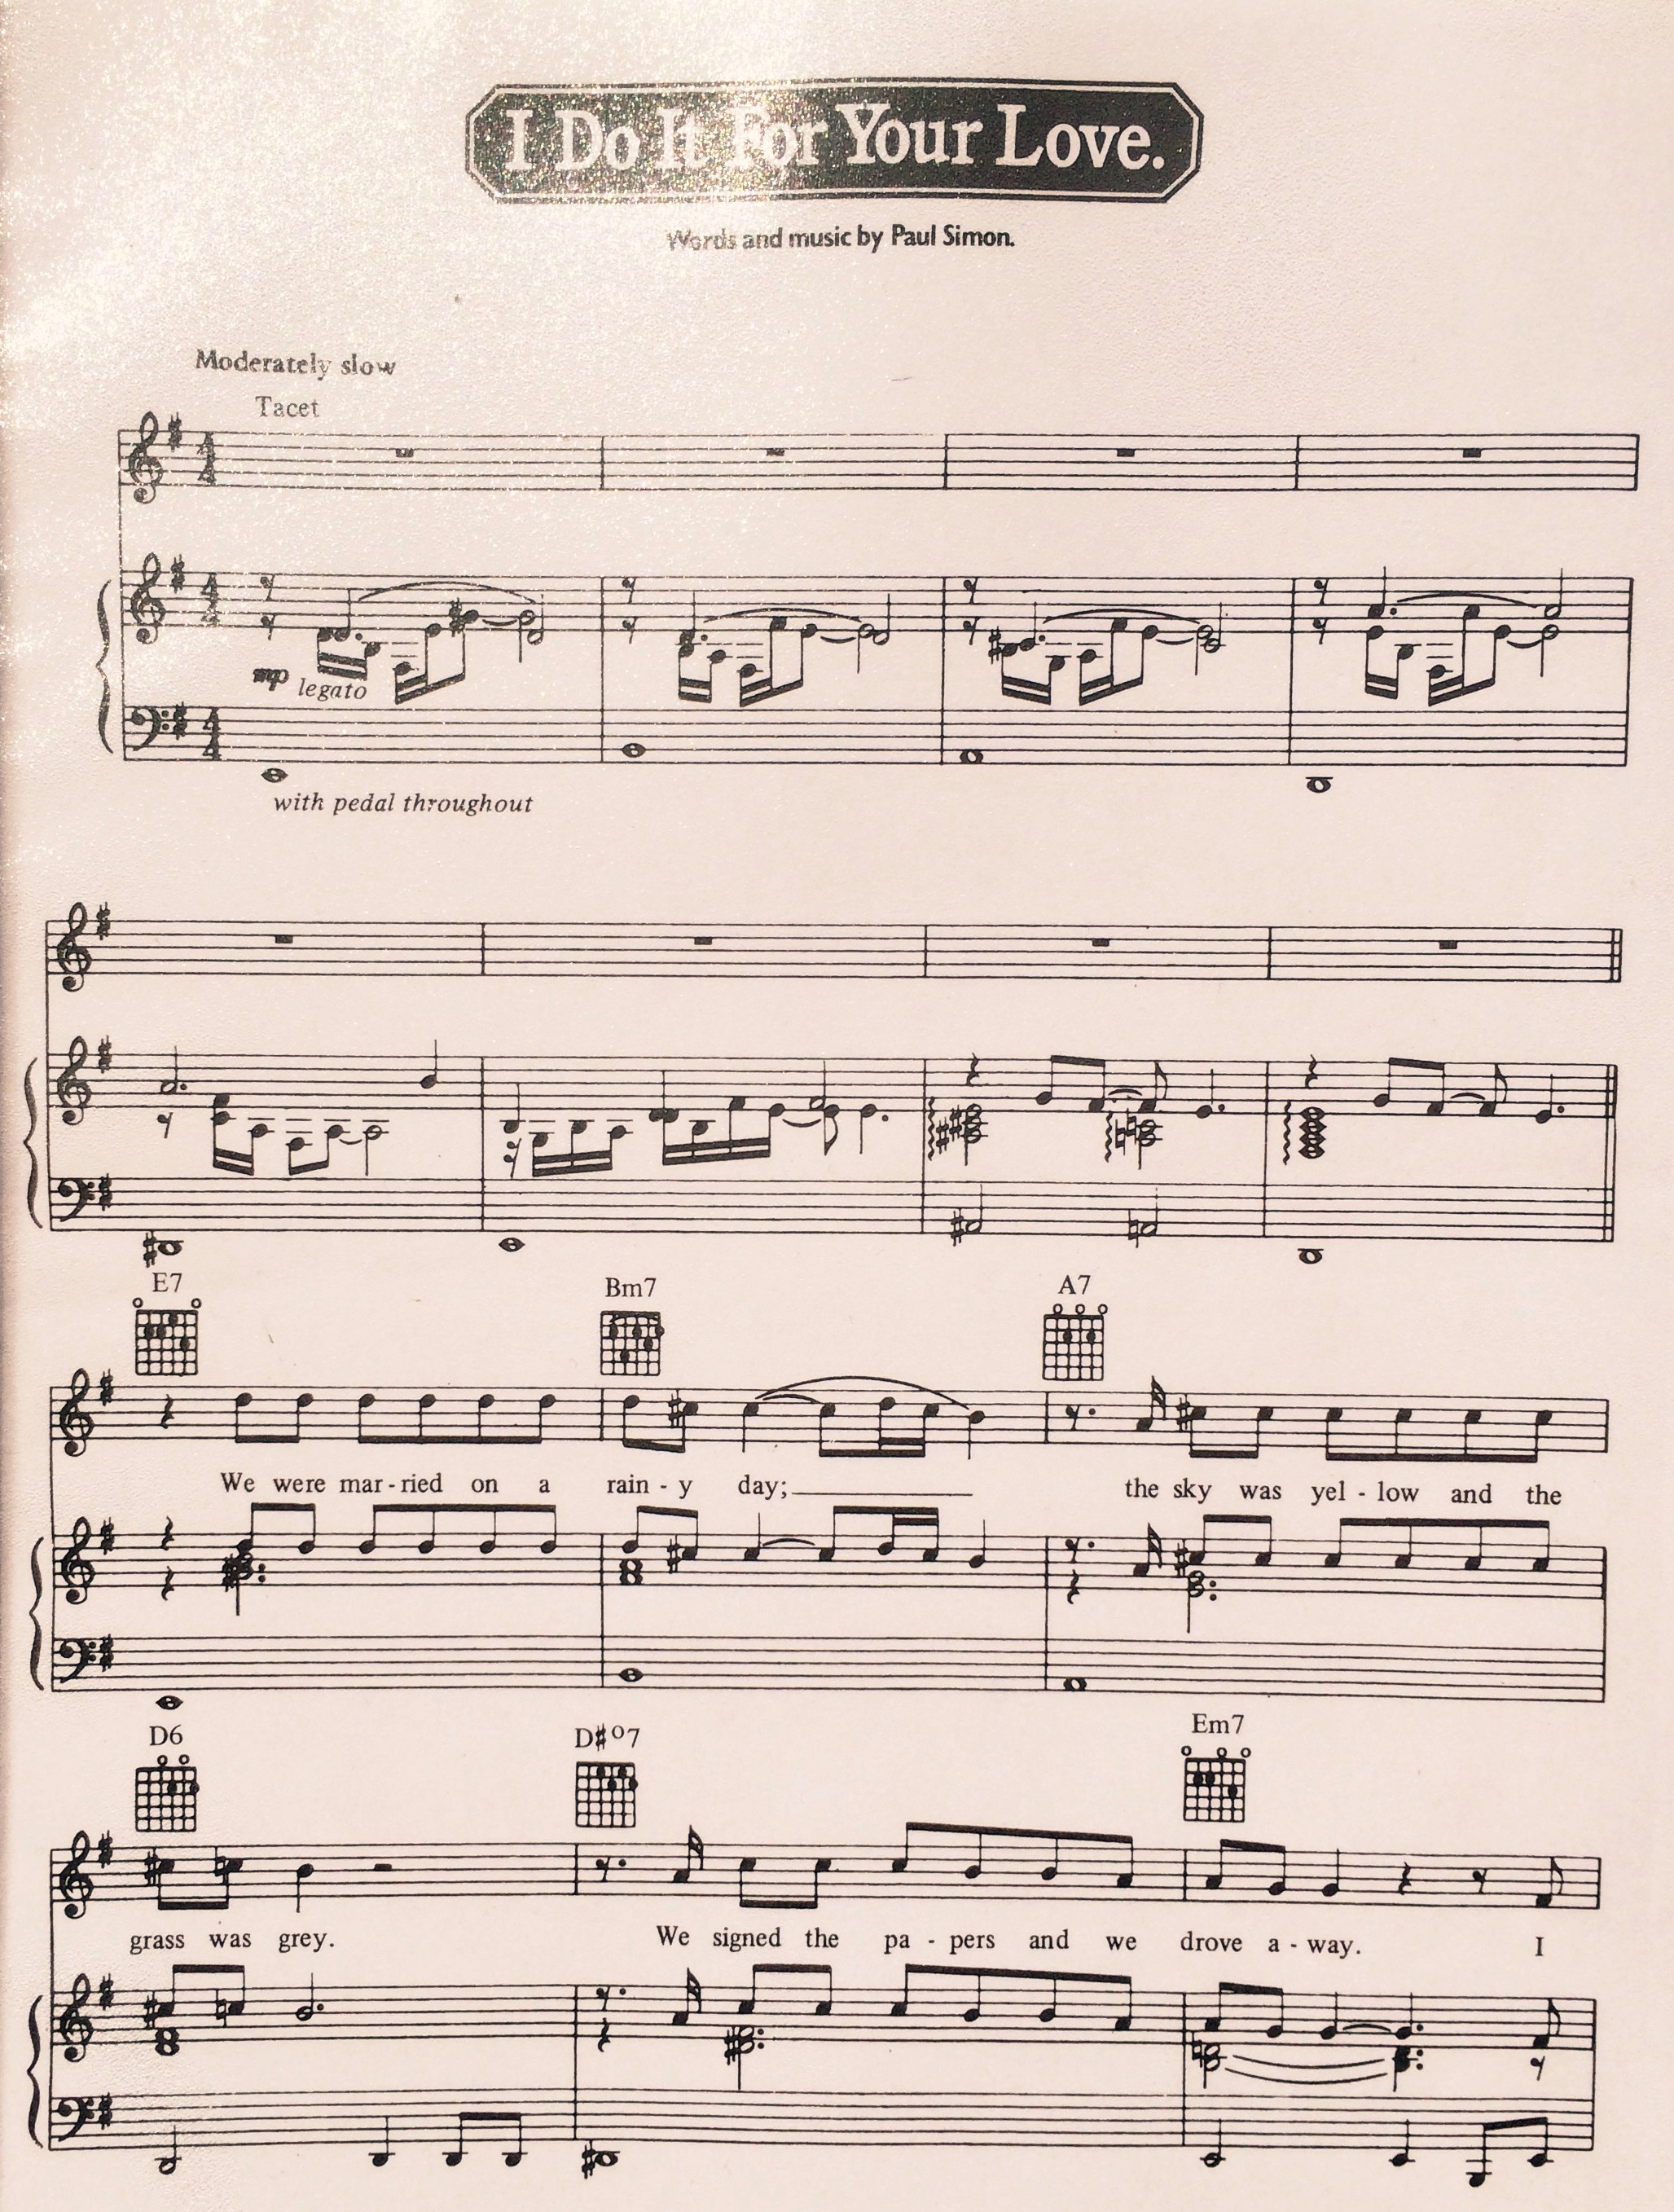 I Do It For Your Love.
Words and music by Paul Simon.
Moderately slow
Tacet
mp legato
with pedal throughout
E7 Bm7 A7
We were mar - ried on a rain - y day; the sky was yel - low and the
D6 D#o7 Em7
grass was grey. We signed the pa - pers and we drove a - way. I